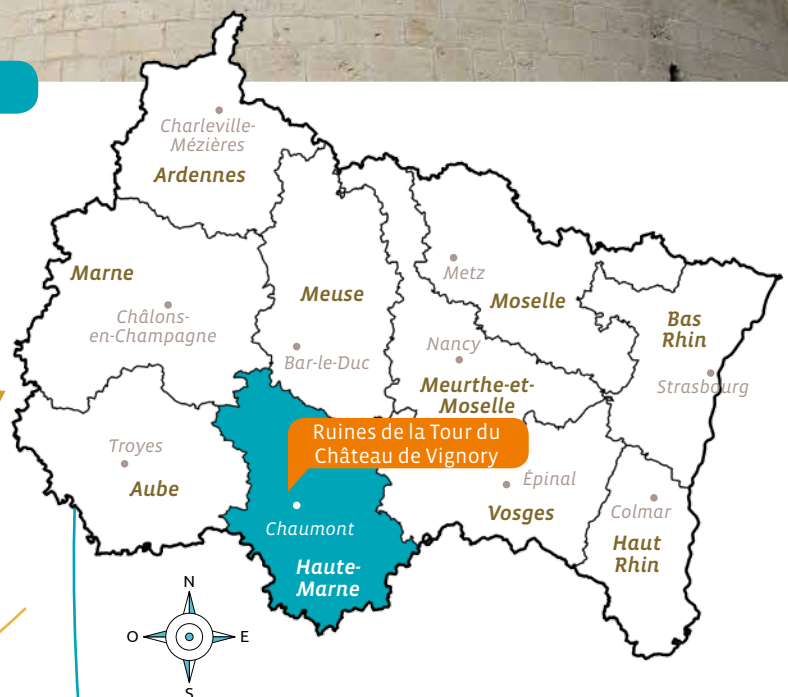 Charleville-
Mézières
Ardennes
Marne
Châlons-
en-Champagne
Meuse
Bar-le-Duc
Metz
Moselle
Nancy
Meurthe-et-
Moselle
Bas
Rhin
Strasbourg
Ruines de la Tour du
Château de Vignory
Troyes
Aube
Chaumont
Haute-
Marne
Épinal
Vosges
Colmar
Haut
Rhin
N
O
E
S